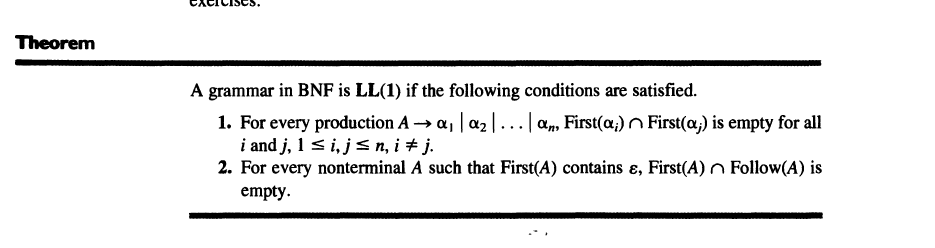 exercises.
Theorem
A grammar in BNF is LL(1) if the following conditions are satisfied.
1. For every production A → α₁ | α₂ | . . . | αₙ, First(αᵢ) ∩ First(αⱼ) is empty for all
i and j, 1 ≤ i, j ≤ n, i ≠ j.
2. For every nonterminal A such that First(A) contains ε, First(A) ∩ Follow(A) is
empty.